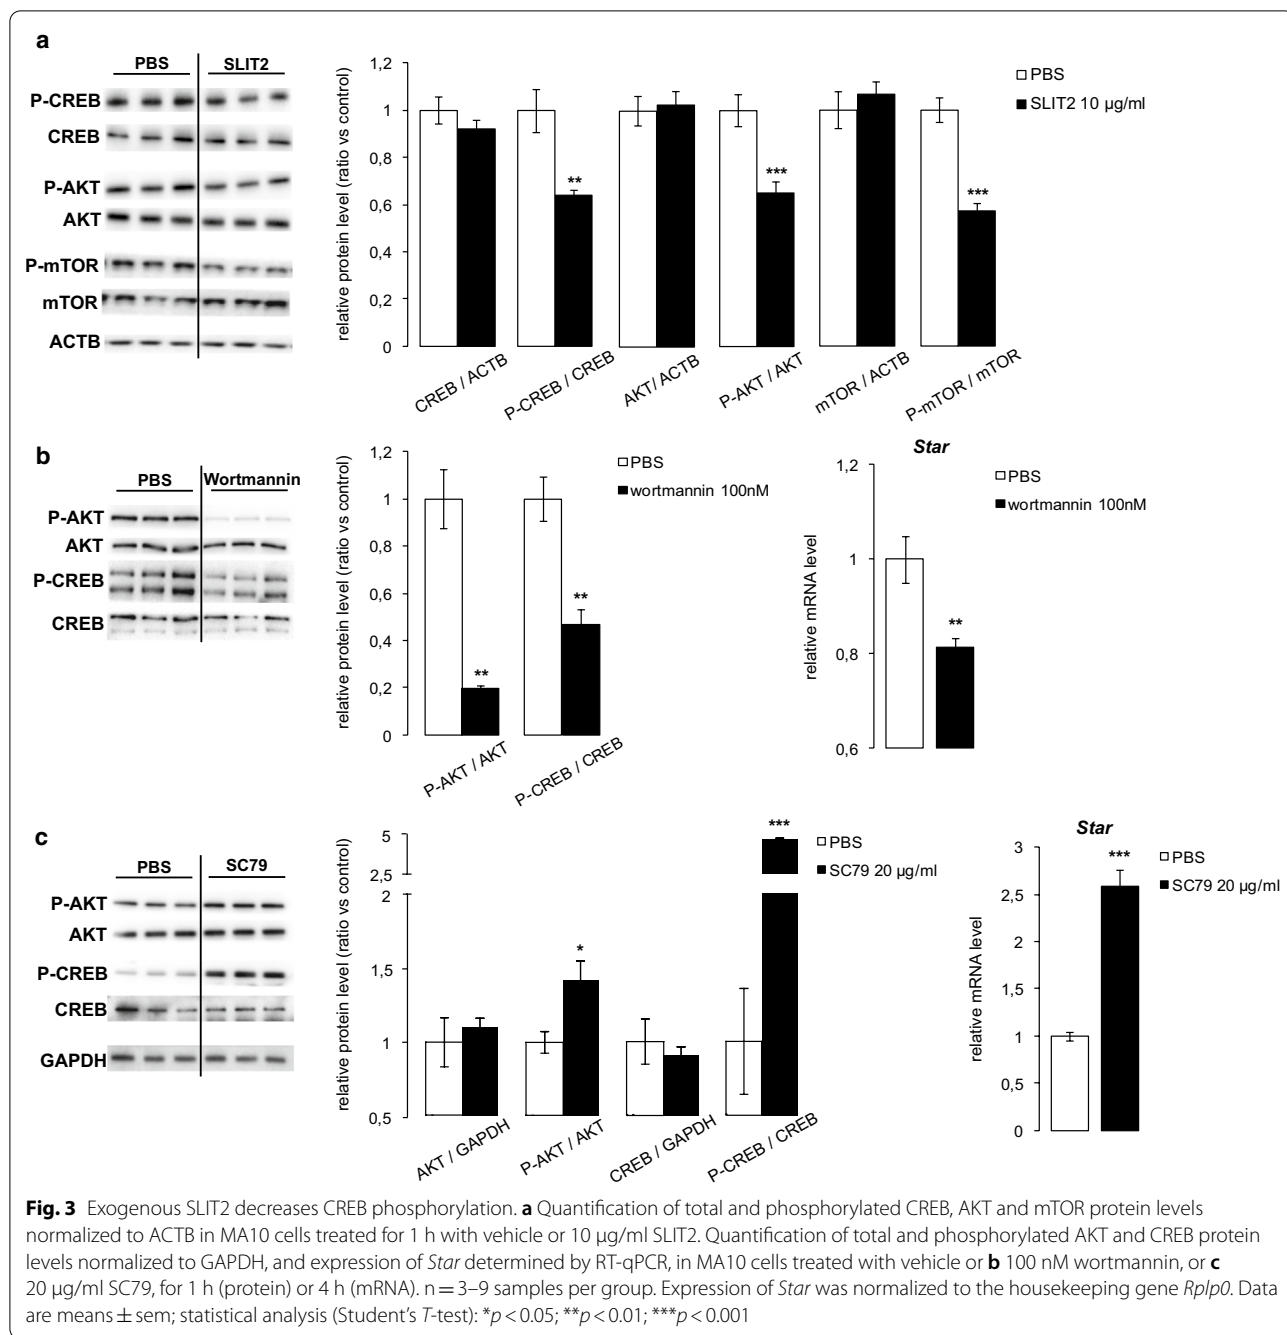 a
PBS SLIT2
P-CREB
CREB
P-AKT
AKT
P-mTOR
mTOR
ACTB
relative protein level (ratio vs control)
1,2
1
0,8
0,6
0,4
0,2
0
**
***
***
CREB / ACTB
P-CREB / CREB
AKT/ ACTB
P-AKT / AKT
mTOR / ACTB
P-mTOR / mTOR
PBS
SLIT2 10 µg/ml
b
PBS Wortmannin
P-AKT
AKT
P-CREB
CREB
relative protein level (ratio vs control)
1,2
1
0,8
0,6
0,4
0,2
0
**
**
P-AKT / AKT
P-CREB / CREB
PBS
wortmannin 100nM
Star
relative mRNA level
1,2
1
0,8
0,6
**
PBS
wortmannin 100nM
c
PBS SC79
P-AKT
AKT
P-CREB
CREB
GAPDH
relative protein level (ratio vs control)
5
2,5
2
1,5
1
0,5
*
***
AKT / GAPDH
P-AKT / AKT
CREB / GAPDH
P-CREB / CREB
PBS
SC79 20 µg/ml
Star
relative mRNA level
3
2,5
2
1,5
1
0,5
0
***
PBS
SC79 20 µg/ml
Fig. 3 Exogenous SLIT2 decreases CREB phosphorylation. a Quantification of total and phosphorylated CREB, AKT and mTOR protein levels
normalized to ACTB in MA10 cells treated for 1 h with vehicle or 10 µg/ml SLIT2. Quantification of total and phosphorylated AKT and CREB protein
levels normalized to GAPDH, and expression of Star determined by RT-qPCR, in MA10 cells treated with vehicle or b 100 nM wortmannin, or c
20 µg/ml SC79, for 1 h (protein) or 4 h (mRNA). n = 3–9 samples per group. Expression of Star was normalized to the housekeeping gene Rplp0. Data
are means ± sem; statistical analysis (Student's T-test): *p < 0.05; **p < 0.01; ***p < 0.001